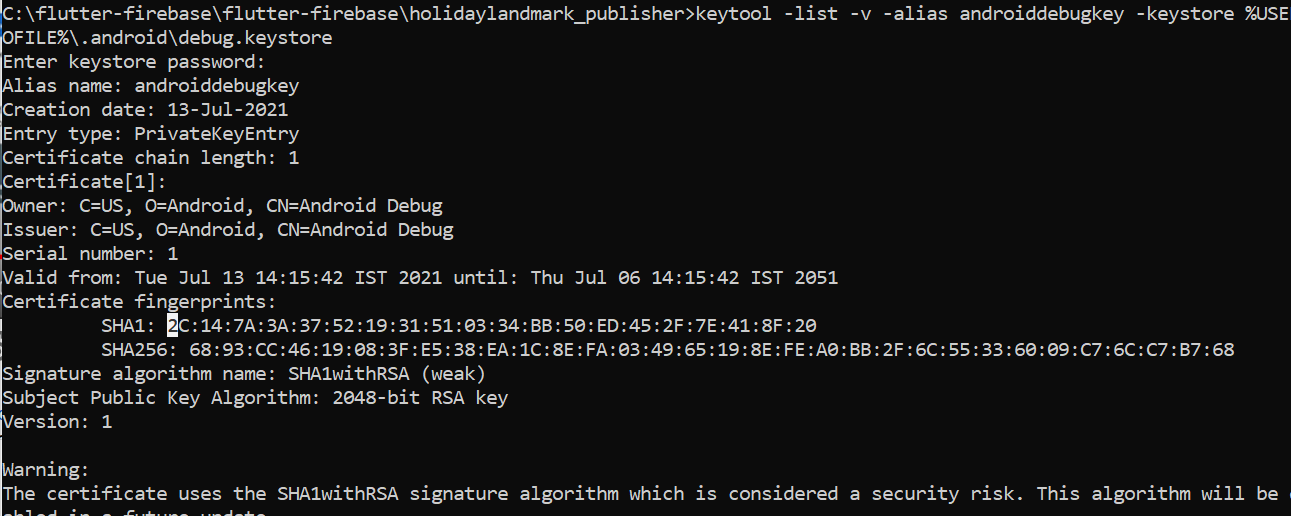 C:\flutter-firebase\flutter-firebase\holidaylandmark_publisher>keytool -list -v -alias androiddebugkey -keystore %USE
OFILE%\.android\debug.keystore
Enter keystore password:
Alias name: androiddebugkey
Creation date: 13-Jul-2021
Entry type: PrivateKeyEntry
Certificate chain length: 1
Certificate[1]:
Owner: C=US, O=Android, CN=Android Debug
Issuer: C=US, O=Android, CN=Android Debug
Serial number: 1
Valid from: Tue Jul 13 14:15:42 IST 2021 until: Thu Jul 06 14:15:42 IST 2051
Certificate fingerprints:
SHA1: 2C:14:7A:3A:37:52:19:31:51:03:34:BB:50:ED:45:2F:7E:41:8F:20
SHA256: 68:93:CC:46:19:08:3F:E5:38:EA:1C:8E:FA:03:49:65:19:8E:FE:A0:BB:2F:6C:55:33:60:09:C7:6C:C7:B7:68
Signature algorithm name: SHA1withRSA (weak)
Subject Public Key Algorithm: 2048-bit RSA key
Version: 1
Warning:
The certificate uses the SHA1withRSA signature algorithm which is considered a security risk. This algorithm will be
abled in a future update